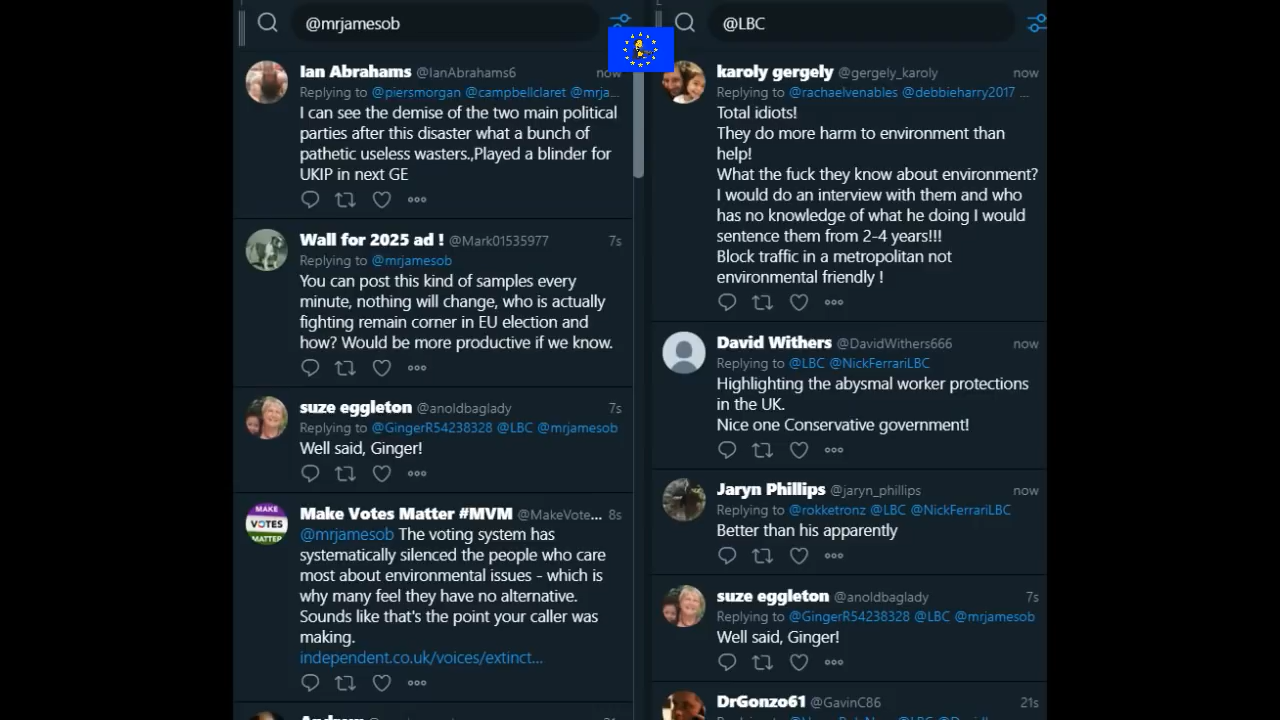 @mrjamesob
Ian Abrahams @IanAbrahams6 now
Replying to @piersmorgan @campbellclaret @mrja...
I can see the demise of the two main political
parties after this disaster what a bunch of
pathetic useless wasters.,Played a blinder for
UKIP in next GE
Wall for 2025 ad ! @Mark01535977 7s
Replying to @mrjamesob
You can post this kind of samples every
minute, nothing will change, who is actually
fighting remain corner in EU election and
how? Would be more productive if we know.
suze eggleton @anoldbaglady 7s
Replying to @GingerR54238328 @LBC @mrjamesob
Well said, Ginger!
MAKE
VOTES
MATTER
Make Votes Matter #MVM @MakeVote... 8s
@mrjamesob The voting system has
systematically silenced the people who care
most about environmental issues - which is
why many feel they have no alternative.
Sounds like that's the point your caller was
making.
independent.co.uk/voices/extinct...
@LBC
karoly gergely @gergely_karoly now
Replying to @rachaelvenables @debbieharry2017 ...
Total idiots!
They do more harm to environment than
help!
What the fuck they know about environment?
I would do an interview with them and who
has no knowledge of what he doing I would
sentence them from 2-4 years!!!
Block traffic in a metropolitan not
environmental friendly !
David Withers @DavidWithers666 now
Replying to @LBC @NickFerrariLBC
Highlighting the abysmal worker protections
in the UK.
Nice one Conservative government!
Jaryn Phillips @jaryn_phillips now
Replying to @rokketronz @LBC @NickFerrariLBC
Better than his apparently
suze eggleton @anoldbaglady 7s
Replying to @GingerR54238328 @LBC @mrjamesob
Well said, Ginger!
DrGonzo61 @GavinC86 21s